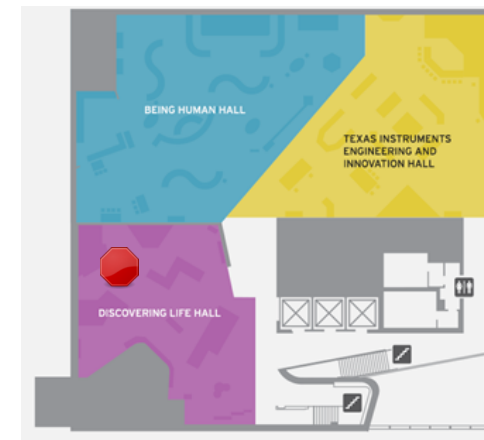 BEING HUMAN HALL
TEXAS INSTRUMENTS
ENGINEERING AND
INNOVATION HALL
DISCOVERING LIFE HALL